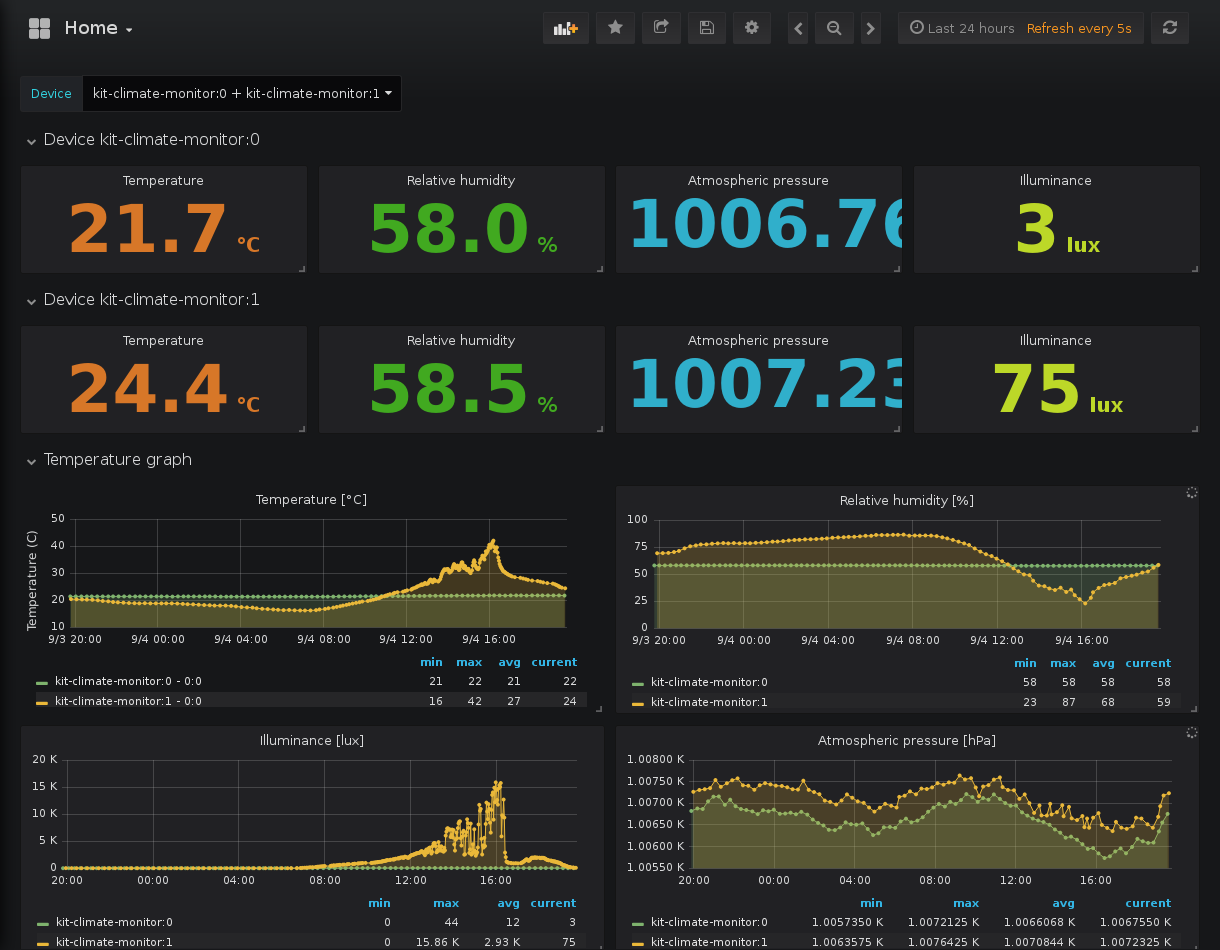 Home
Last 24 hours Refresh every 5s
Device kit-climate-monitor:0 + kit-climate-monitor:1
Device kit-climate-monitor:0
Temperature Relative humidity Atmospheric pressure Illuminance
21.7 °C 58.0 % 1006.76 3 lux
Device kit-climate-monitor:1
Temperature Relative humidity Atmospheric pressure Illuminance
24.4 °C 58.5 % 1007.23 75 lux
Temperature graph
Temperature [°C]
Temperature (C)
50
40
30
20
10
9/3 20:00 9/4 00:00 9/4 04:00 9/4 08:00 9/4 12:00 9/4 16:00
min max avg current
kit-climate-monitor:0 - 0:0 21 22 21 22
kit-climate-monitor:1 - 0:0 16 42 27 24
Relative humidity [%]
100
75
50
25
0
9/3 20:00 9/4 00:00 9/4 04:00 9/4 08:00 9/4 12:00 9/4 16:00
min max avg current
kit-climate-monitor:0 58 58 58 58
kit-climate-monitor:1 23 87 68 59
Illuminance [lux]
20 K
15 K
10 K
5 K
0
20:00 00:00 04:00 08:00 12:00 16:00
min max avg current
kit-climate-monitor:0 0 44 12 3
kit-climate-monitor:1 0 15.86 K 2.93 K 75
Atmospheric pressure [hPa]
1.00800 K
1.00750 K
1.00700 K
1.00650 K
1.00600 K
1.00550 K
20:00 00:00 04:00 08:00 12:00 16:00
min max avg current
kit-climate-monitor:0 1.0057350 K 1.0072125 K 1.0066068 K 1.0067550 K
kit-climate-monitor:1 1.0063575 K 1.0076425 K 1.0070844 K 1.0072325 K